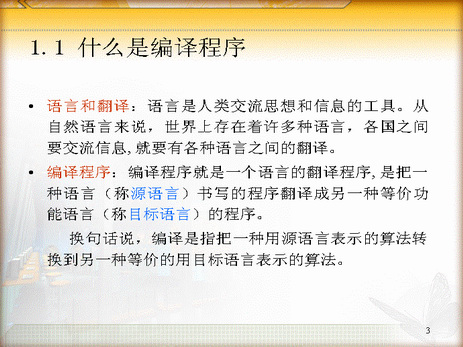 1.1 什么是编译程序
• 语言和翻译：语言是人类交流思想和信息的工具。从
自然语言来说，世界上存在着许多种语言，各国之间
要交流信息,就要有各种语言之间的翻译。
• 编译程序：编译程序就是一个语言的翻译程序,是把一
种语言（称源语言）书写的程序翻译成另一种等价功
能语言（称目标语言）的程序。
换句话说，编译是指把一种用源语言表示的算法转
换到另一种等价的用目标语言表示的算法。
3